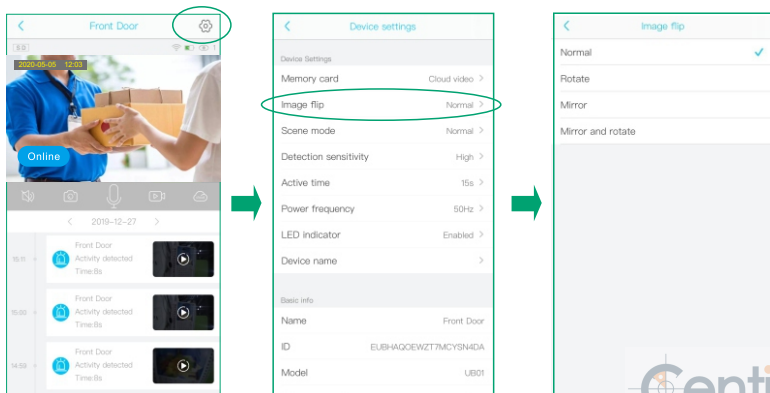 Front Door
5.0
1
2020-05-05 12:03
Online
2019-12-27
15:11
Front Door
Activity detected
Time:8s
15:00
Front Door
Activity detected
Time:8s
14:59
Front Door
Activity detected
Time:8s
Device settings
Device Settings
Memory card Cloud video
Image flip Normal
Scene mode Normal
Detection sensitivity High
Active time 15s
Power frequency 50Hz
LED indicator Enabled
Device name
Basic info
Name Front Door
ID EUBHAQOEWZT7MCYSN4DA
Model UB01
Image flip
Normal
Rotate
Mirror
Mirror and rotate
Centi